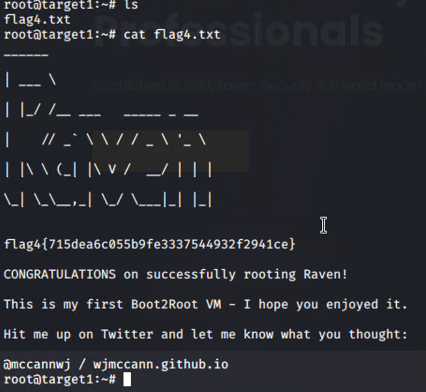 root@target1:~# ls
flag4.txt
root@target1:~# cat flag4.txt
______
| ___ \
| |_/ /__ ___   _____ _ __
|    // _` \ \ / / _ \ '_ \
| |\ \ (_| |\ V /  __/ | | |
\_| \_\__,_| \_/ \___|_| |_|
Professionals
Established in 1987, Raven Security is a world leader
flag4{715dea6c055b9fe3337544932f2941ce}
CONGRATULATIONS on successfully rooting Raven!
This is my first Boot2Root VM - I hope you enjoyed it.
Hit me up on Twitter and let me know what you thought:
@mccannwj / wjmccann.github.io
root@target1:~#